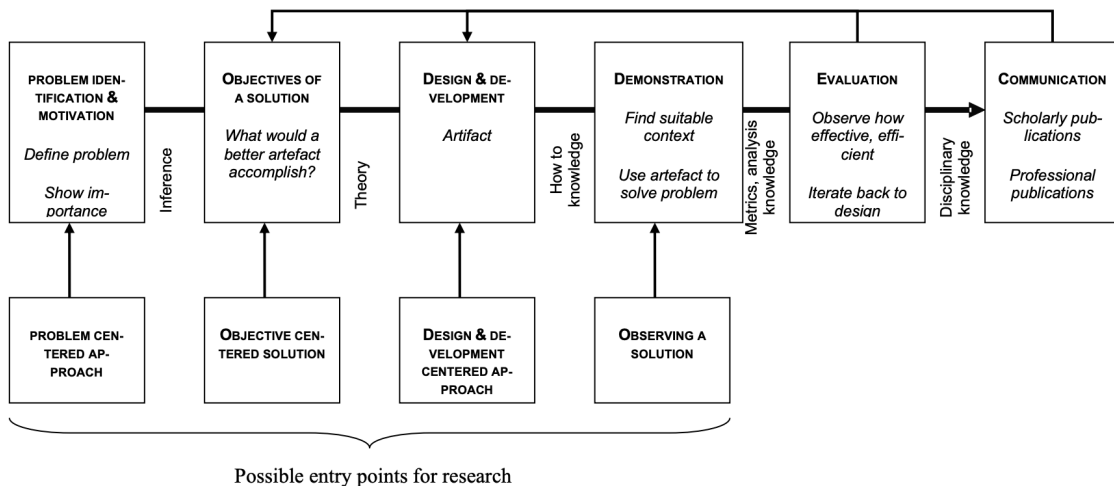 PROBLEM IDEN-
TIFICATION &
MOTIVATION
Define problem
Show im-
portance
Inference
OBJECTIVES OF
A SOLUTION
What would a
better artefact
accomplish?
Theory
DESIGN & DE-
VELOPMENT
Artifact
How to
knowledge
DEMONSTRATION
Find suitable
context
Use artefact to
solve problem
Metrics, analysis
knowledge
EVALUATION
Observe how
effective, effi-
cient
Iterate back to
design
Disciplinary
knowledge
COMMUNICATION
Scholarly pub-
lications
Professional
publications
PROBLEM CEN-
TERED AP-
PROACH
OBJECTIVE CEN-
TERED SOLUTION
DESIGN & DE-
VELOPMENT
CENTERED AP-
PROACH
OBSERVING A
SOLUTION
Possible entry points for research